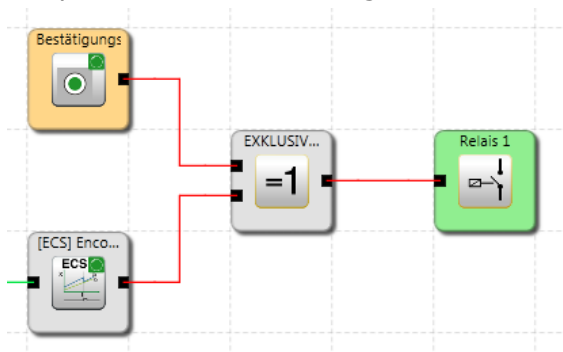 Bestätigungs
EXKLUSIV...
=1
Relais 1
[ECS] Enco...
ECS